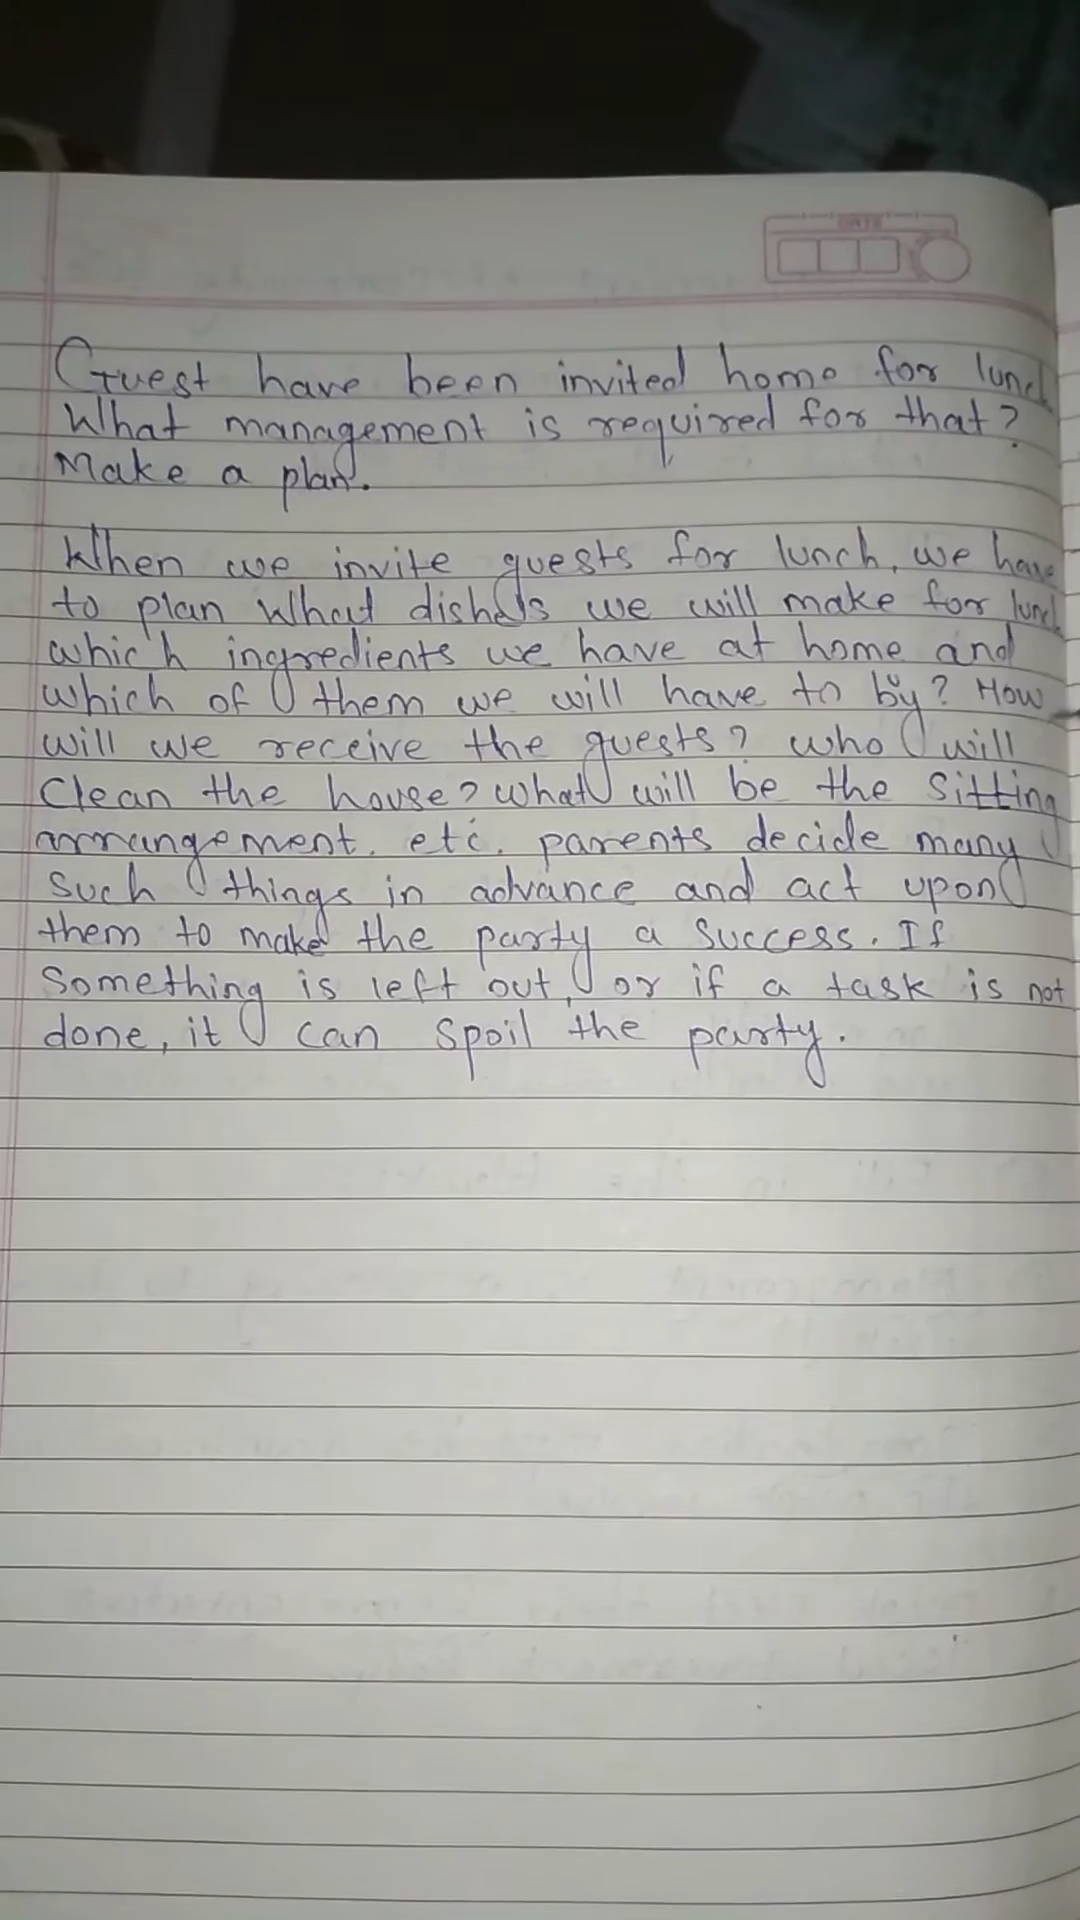 DATE
Guest have been invited home for lunch
What management is required for that?
Make a plan.
When we invite guests for lunch, we have
to plan what dishes we will make for lunch
which ingredients we have at home and
which of them we will have to by? How
will we receive the guests? who will
clean the house? what will be the sitting
arrangement. etc. parents decide many
such things in advance and act upon
them to make the party a success. If
something is left out, or if a task is not
done, it can spoil the party.